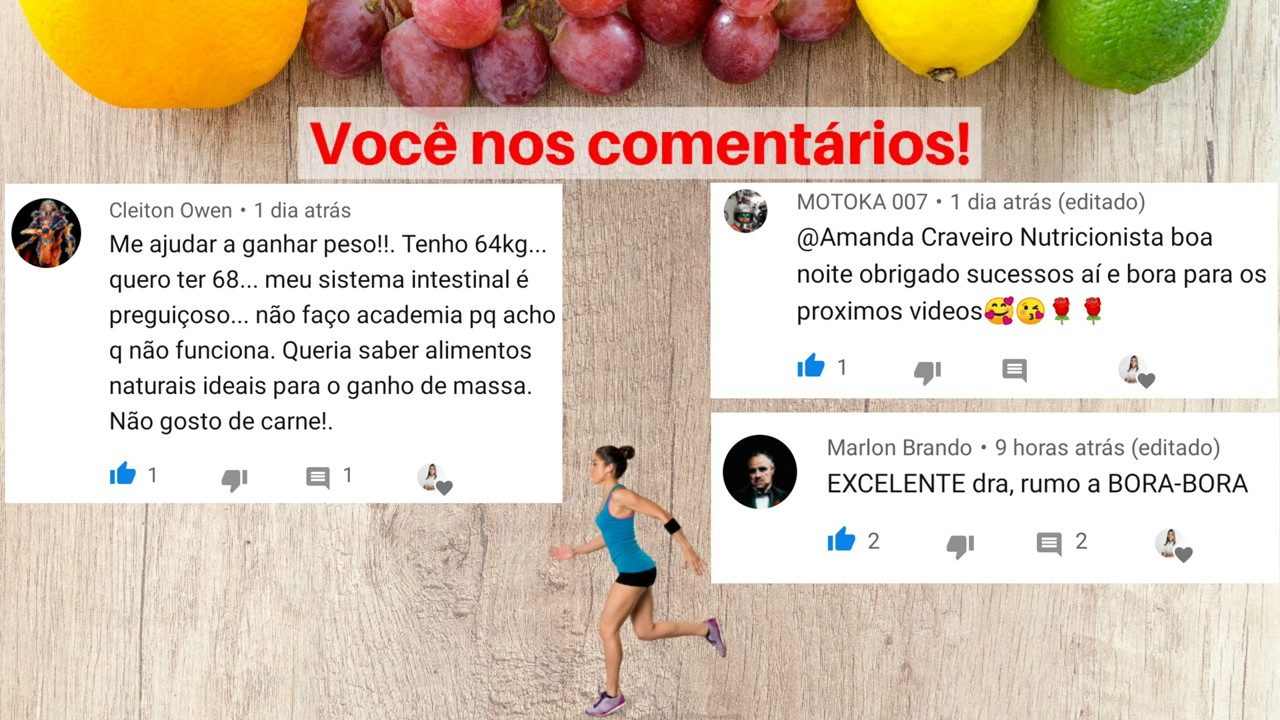 Você nos comentários!
Cleiton Owen • 1 dia atrás
Me ajudar a ganhar peso!!. Tenho 64kg...
quero ter 68... meu sistema intestinal é
preguiçoso... não faço academia pq acho
q não funciona. Queria saber alimentos
naturais ideais para o ganho de massa.
Não gosto de carne!.
1 1
MOTOKA 007 • 1 dia atrás (editado)
@Amanda Craveiro Nutricionista boa
noite obrigado sucessos aí e bora para os
proximos videos🥰😘🌹🌹
1
Marlon Brando • 9 horas atrás (editado)
EXCELENTE dra, rumo a BORA-BORA
2 2